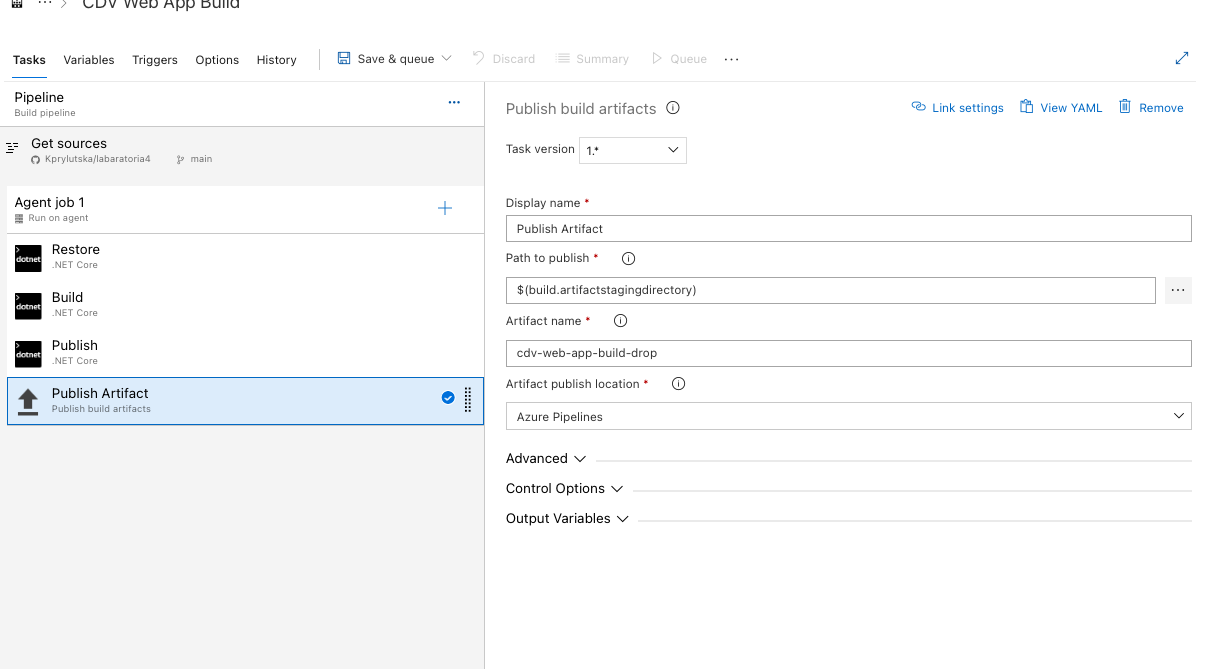 CDV Web App Build
Tasks Variables Triggers Options History Save & queue Discard Summary Queue
Pipeline
Build pipeline
Get sources
Kprylutska/labaratoria4 main
Agent job 1
Run on agent
dotnet Restore
.NET Core
dotnet Build
.NET Core
dotnet Publish
.NET Core
Publish Artifact
Publish build artifacts
Publish build artifacts
Link settings View YAML Remove
Task version 1.*
Display name *
Publish Artifact
Path to publish *
$(build.artifactstagingdirectory)
Artifact name *
cdv-web-app-build-drop
Artifact publish location *
Azure Pipelines
Advanced
Control Options
Output Variables